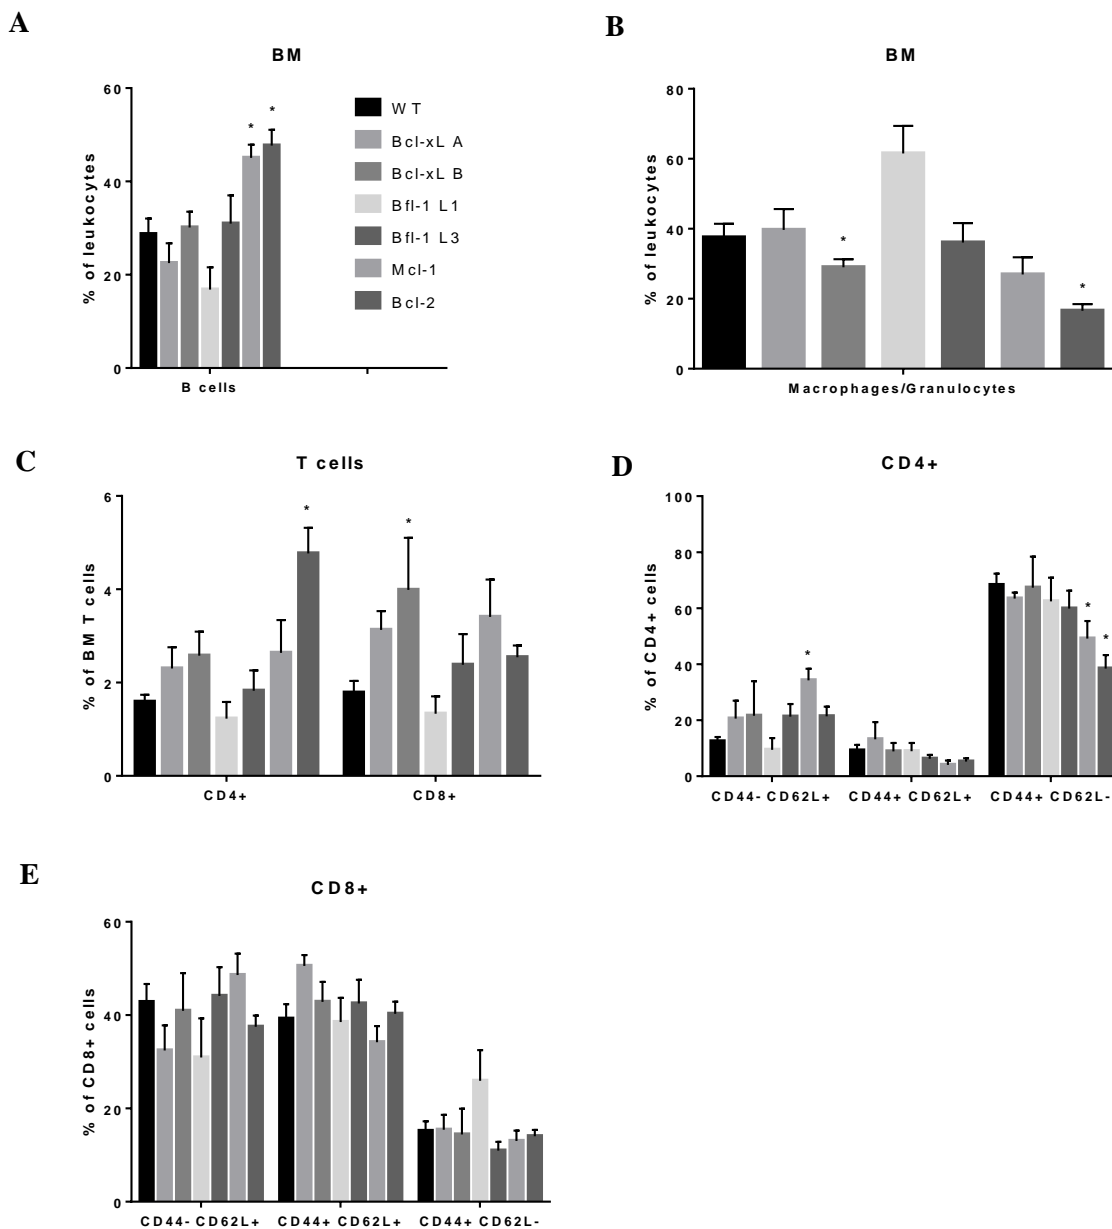 A
BM
% of leukocytes
60
40
20
0
*
*
B cells
WT
Bcl-xL A
Bcl-xL B
Bfl-1 L1
Bfl-1 L3
Mcl-1
Bcl-2
B
BM
% of leukocytes
80
60
40
20
0
*
*
Macrophages/Granulocytes
C
T cells
% of BM T cells
6
4
2
0
*
*
CD4+ CD8+
D
CD4+
% of CD4+ cells
100
80
60
40
20
0
*
*
*
CD44- CD62L+ CD44+ CD62L+ CD44+ CD62L-
E
CD8+
% of CD8+ cells
60
40
20
0
CD44- CD62L+ CD44+ CD62L+ CD44+ CD62L-